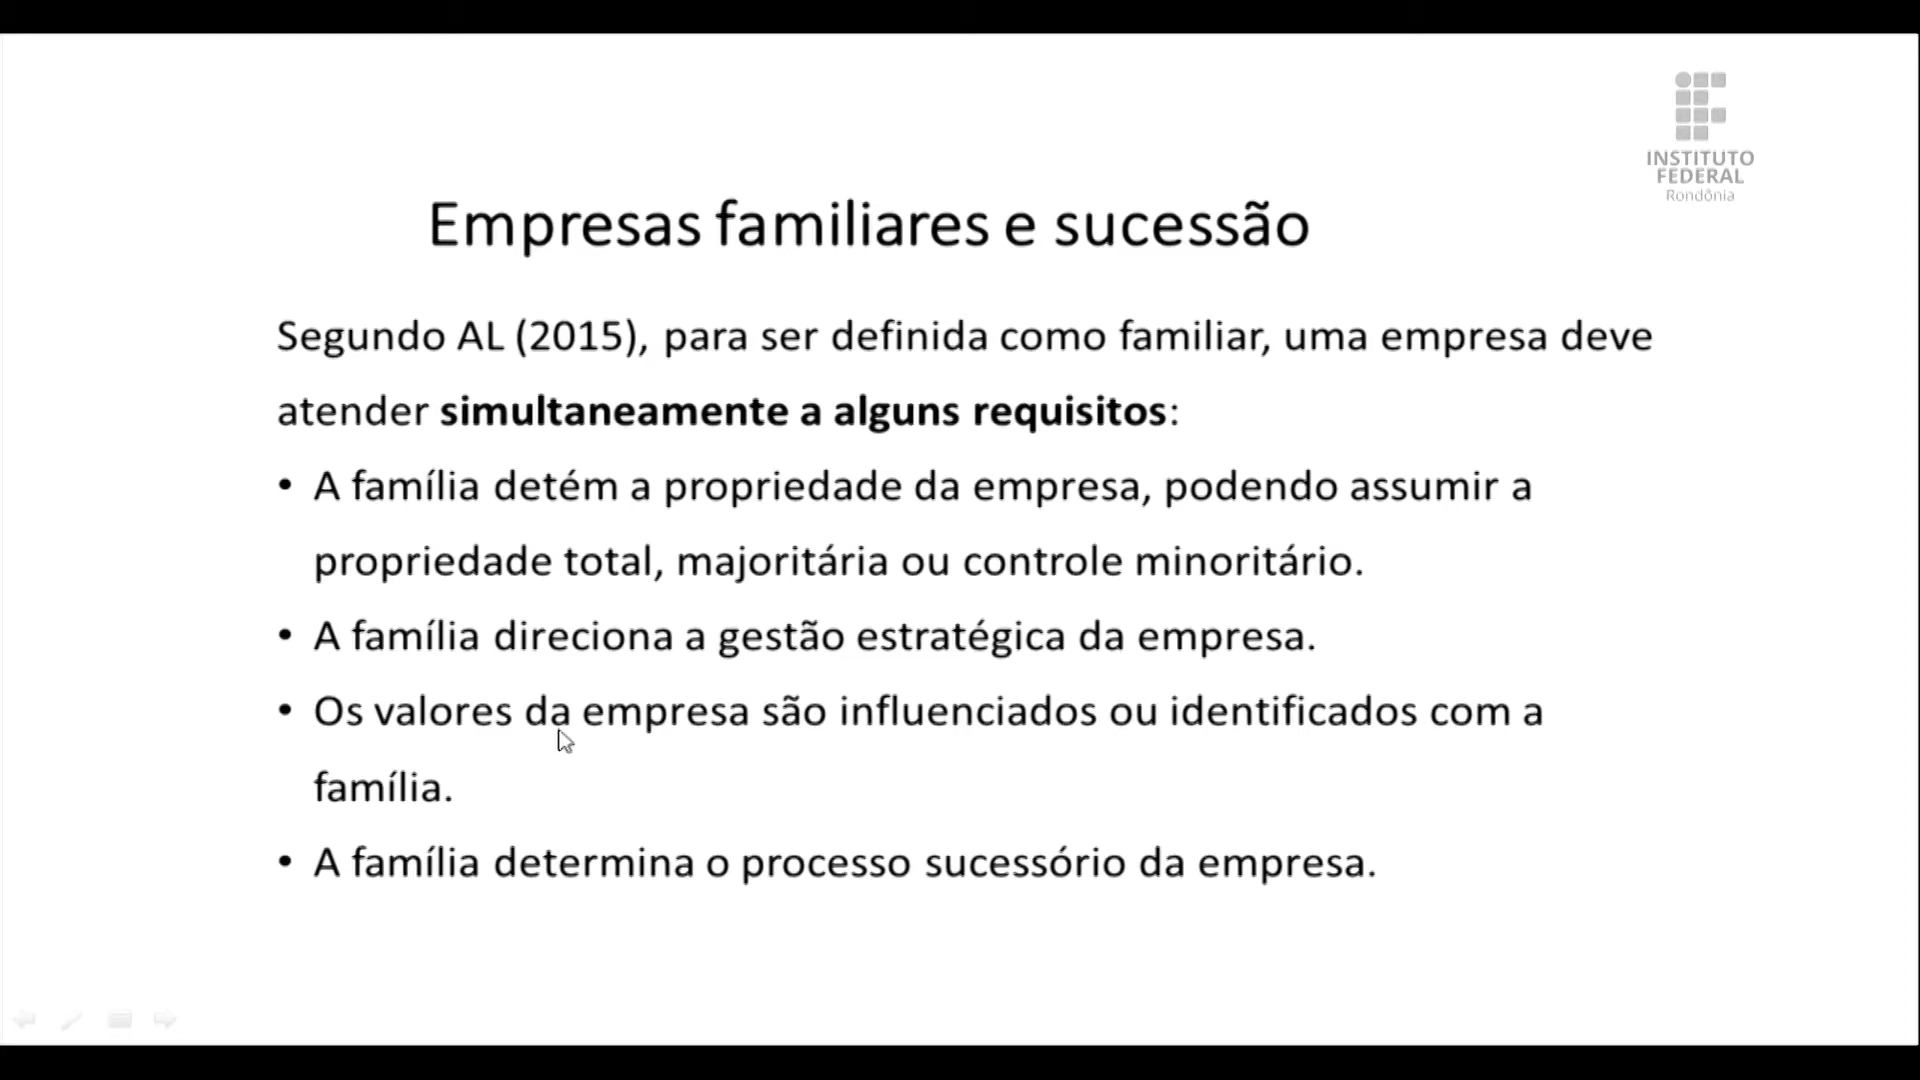 INSTITUTO
FEDERAL
Rondônia
Empresas familiares e sucessão
Segundo AL (2015), para ser definida como familiar, uma empresa deve
atender simultaneamente a alguns requisitos:
• A família detém a propriedade da empresa, podendo assumir a
propriedade total, majoritária ou controle minoritário.
• A família direciona a gestão estratégica da empresa.
• Os valores da empresa são influenciados ou identificados com a
família.
• A família determina o processo sucessório da empresa.